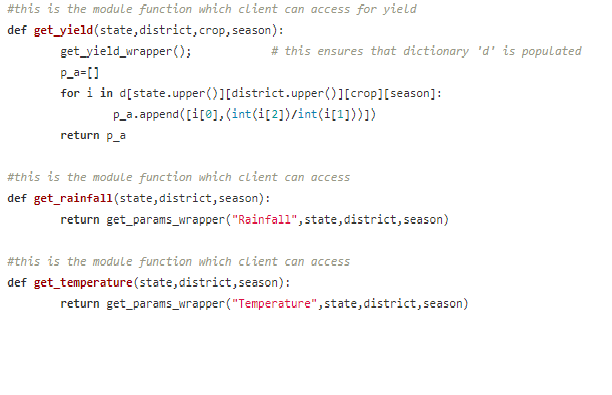 #this is the module function which client can access for yield
def get_yield(state,district,crop,season):
get_yield_wrapper(); # this ensures that dictionary 'd' is populated
p_a=[]
for i in d[state.upper()][district.upper()][crop][season]:
p_a.append([i[0],(int(i[2])/int(i[1]))])
return p_a
#this is the module function which client can access
def get_rainfall(state,district,season):
return get_params_wrapper("Rainfall",state,district,season)
#this is the module function which client can access
def get_temperature(state,district,season):
return get_params_wrapper("Temperature",state,district,season)